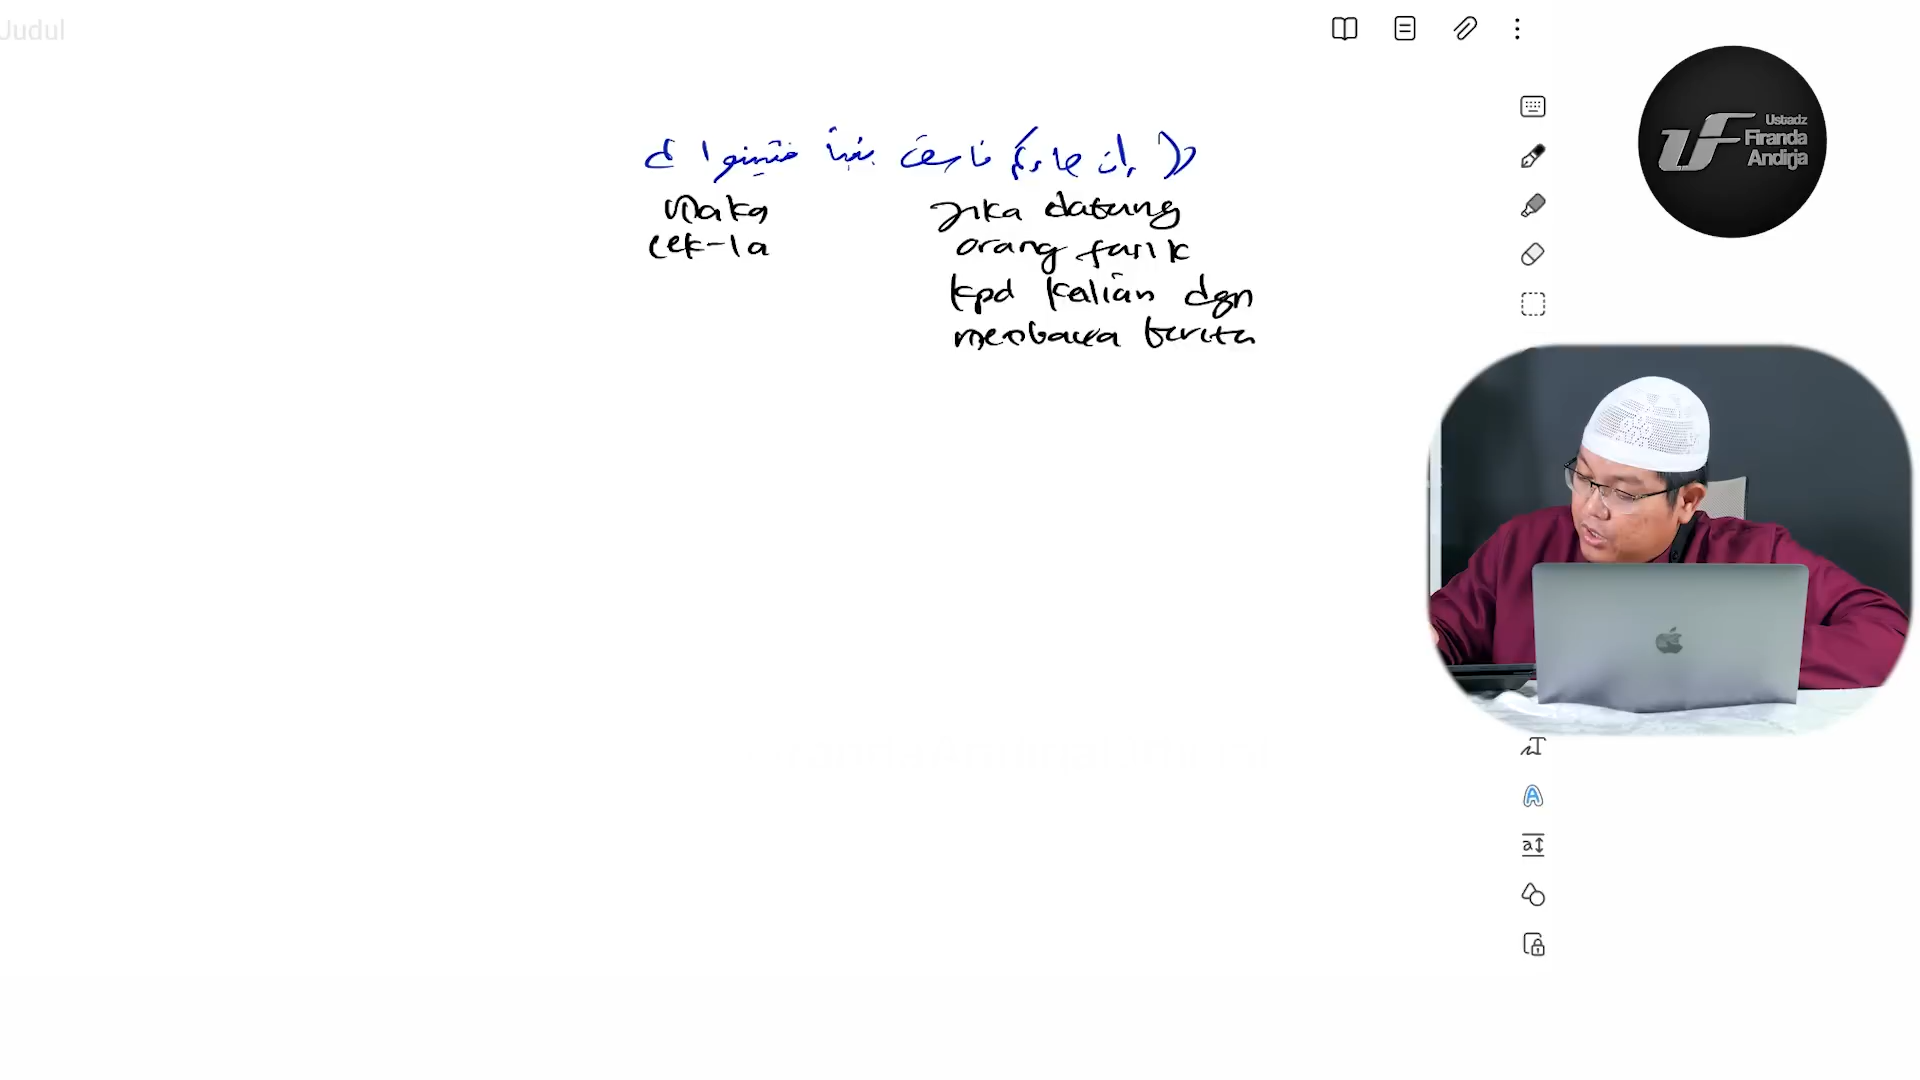 Judul
Ustadz
Firanda
Andirja
إن جاءكم فاسق بنبأ فتبينوا
Jika datang
orang fasik
kpd kalian dgn
membawa berita
Maka
cek-la